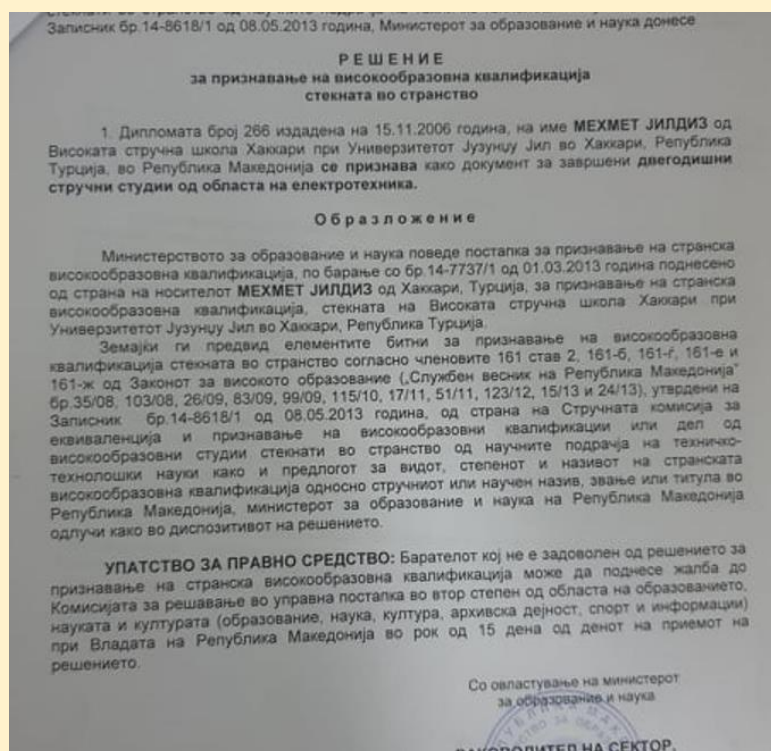 Записник бр.14-8618/1 од 08.05.2013 година, Министерот за образование и наука донесе
РЕШЕНИЕ
за признавање на високообразовна квалификација
стекната во странство
1. Дипломата број 266 издадена на 15.11.2006 година, на име МЕХМЕТ ЈИЛДИЗ од
Високата стручна школа Хаккари при Универзитетот Јузунцу Јил во Хаккари, Република
Турција, во Република Македонија се признава како документ за завршени двегодишни
стручни студии од областа на електротехника.
Образложение
Министерството за образование и наука поведе постапка за признавање на странска
високообразовна квалификација, по барање со бр.14-7737/1 од 01.03.2013 година поднесено
од страна на носителот МЕХМЕТ ЈИЛДИЗ од Хаккари, Турција, за признавање на странска
високообразовна квалификација, стекната на Високата стручна школа Хаккари при
Универзитетот Јузунцу Јил во Хаккари, Република Турција.
Земајки ги предвид елементите битни за признавање на високообразовна
квалификација стекната во странство согласно членовите 161 став 2, 161-б, 161-ѓ, 161-е и
161-ж од Законот за високото образование („Службен весник на Република Македонија"
бр.35/08, 103/08, 26/09, 83/09, 99/09, 115/10, 17/11, 51/11, 123/12, 15/13 и 24/13), утврдени на
Записник бр.14-8618/1 од 08.05.2013 година, од страна на Стручната комисија за
еквиваленција и признавање на високообразовни квалификации или дел од
високообразовни студии стекнати во странство од научните подрачја на техничко-
технолошки науки како и предлогот за видот, степенот и називот на странската
високообразовна квалификација односно стручниот или научен назив, звање или титула во
Република Македонија, министерот за образование и наука на Република Македонија
одлучи како во диспозитивот на решението.
УПАТСТВО ЗА ПРАВНО СРЕДСТВО: Барателот кој не е задоволен од решението за
признавање на странска високообразовна квалификација може да поднесе жалба до
Комисијата за решавање во управна постапка во втор степен од областа на образованието,
науката и културата (образование, наука, култура, архивска дејност, спорт и информации)
при Владата на Република Македонија во рок од 15 дена од денот на приемот на
решението.
Со овластување на министерот
за образование и наука
РАКОВОДИТЕЛ НА СЕКТОР,